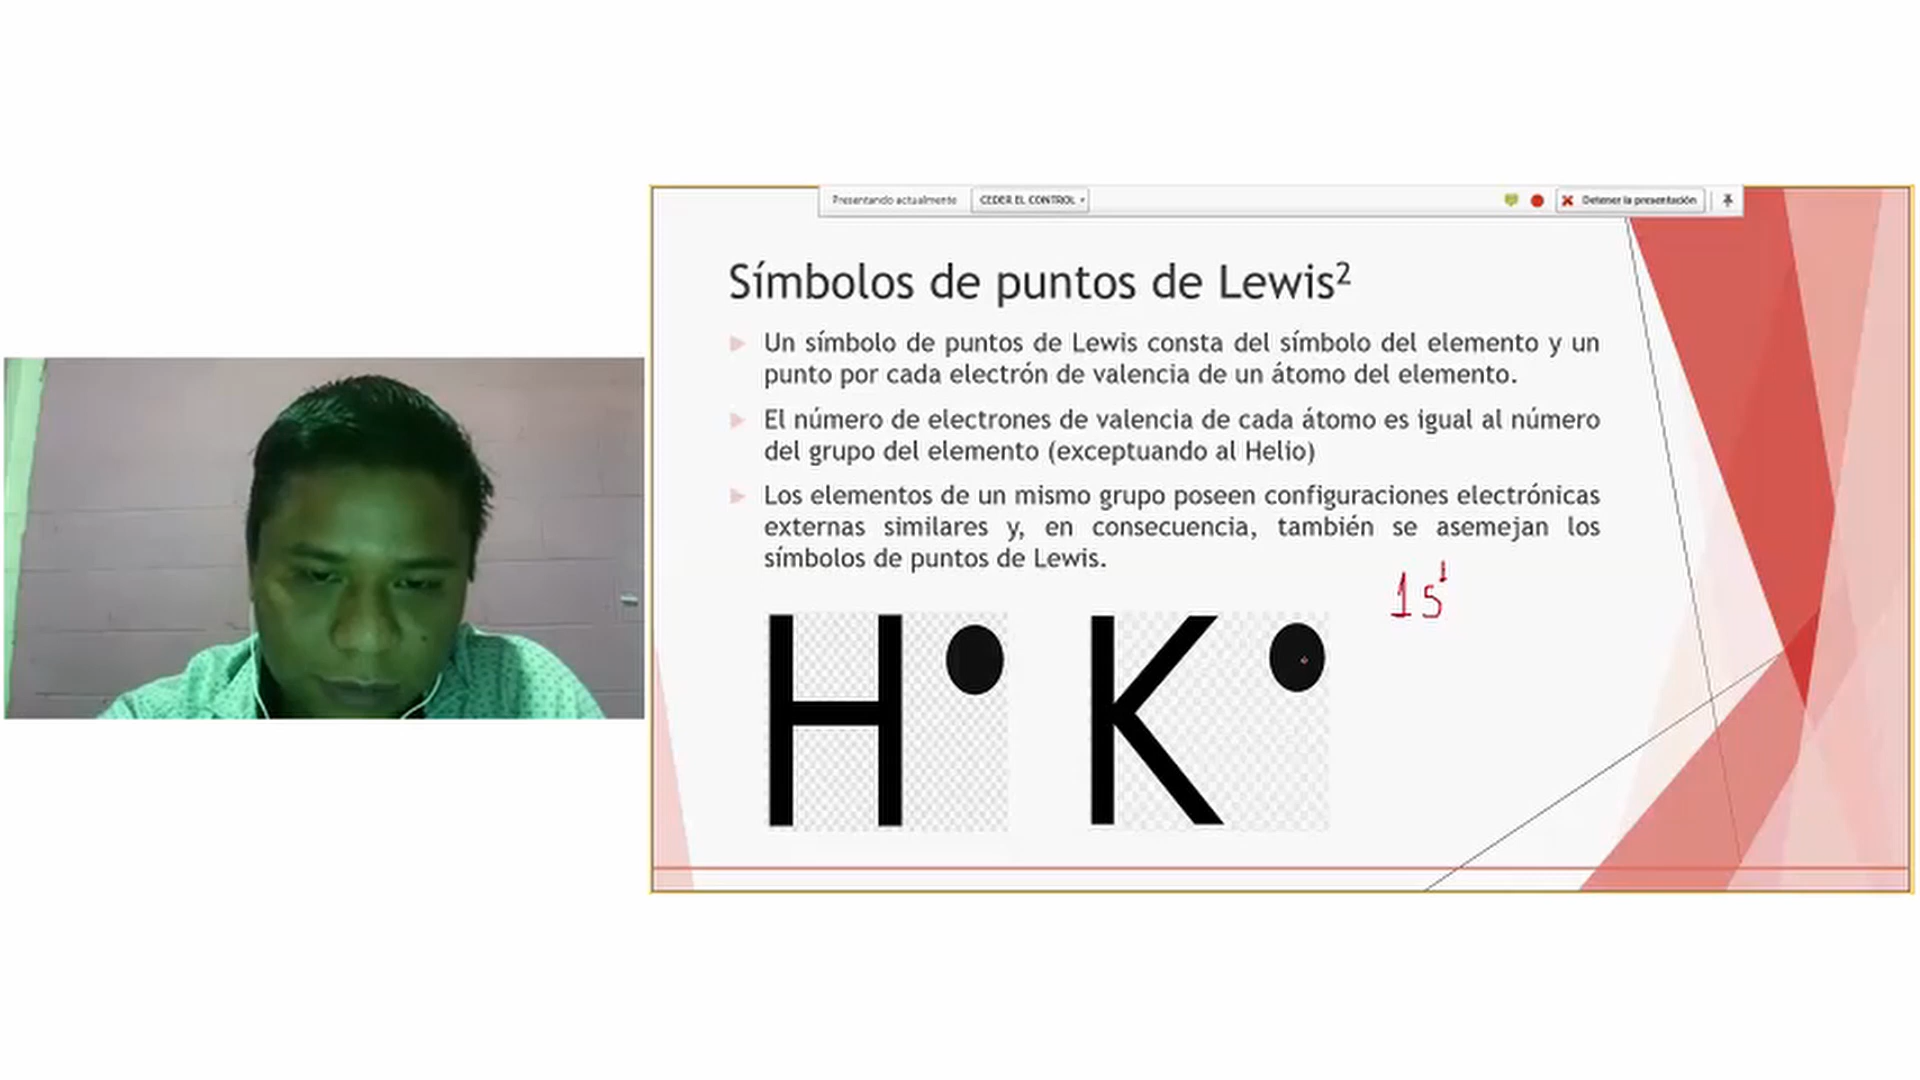 Presentando actualmente CEDER EL CONTROL Detener la presentación
Símbolos de puntos de Lewis²
Un símbolo de puntos de Lewis consta del símbolo del elemento y un
punto por cada electrón de valencia de un átomo del elemento.
El número de electrones de valencia de cada átomo es igual al número
del grupo del elemento (exceptuando al Helio)
Los elementos de un mismo grupo poseen configuraciones electrónicas
externas similares y, en consecuencia, también se asemejan los
símbolos de puntos de Lewis.
1s¹
H K